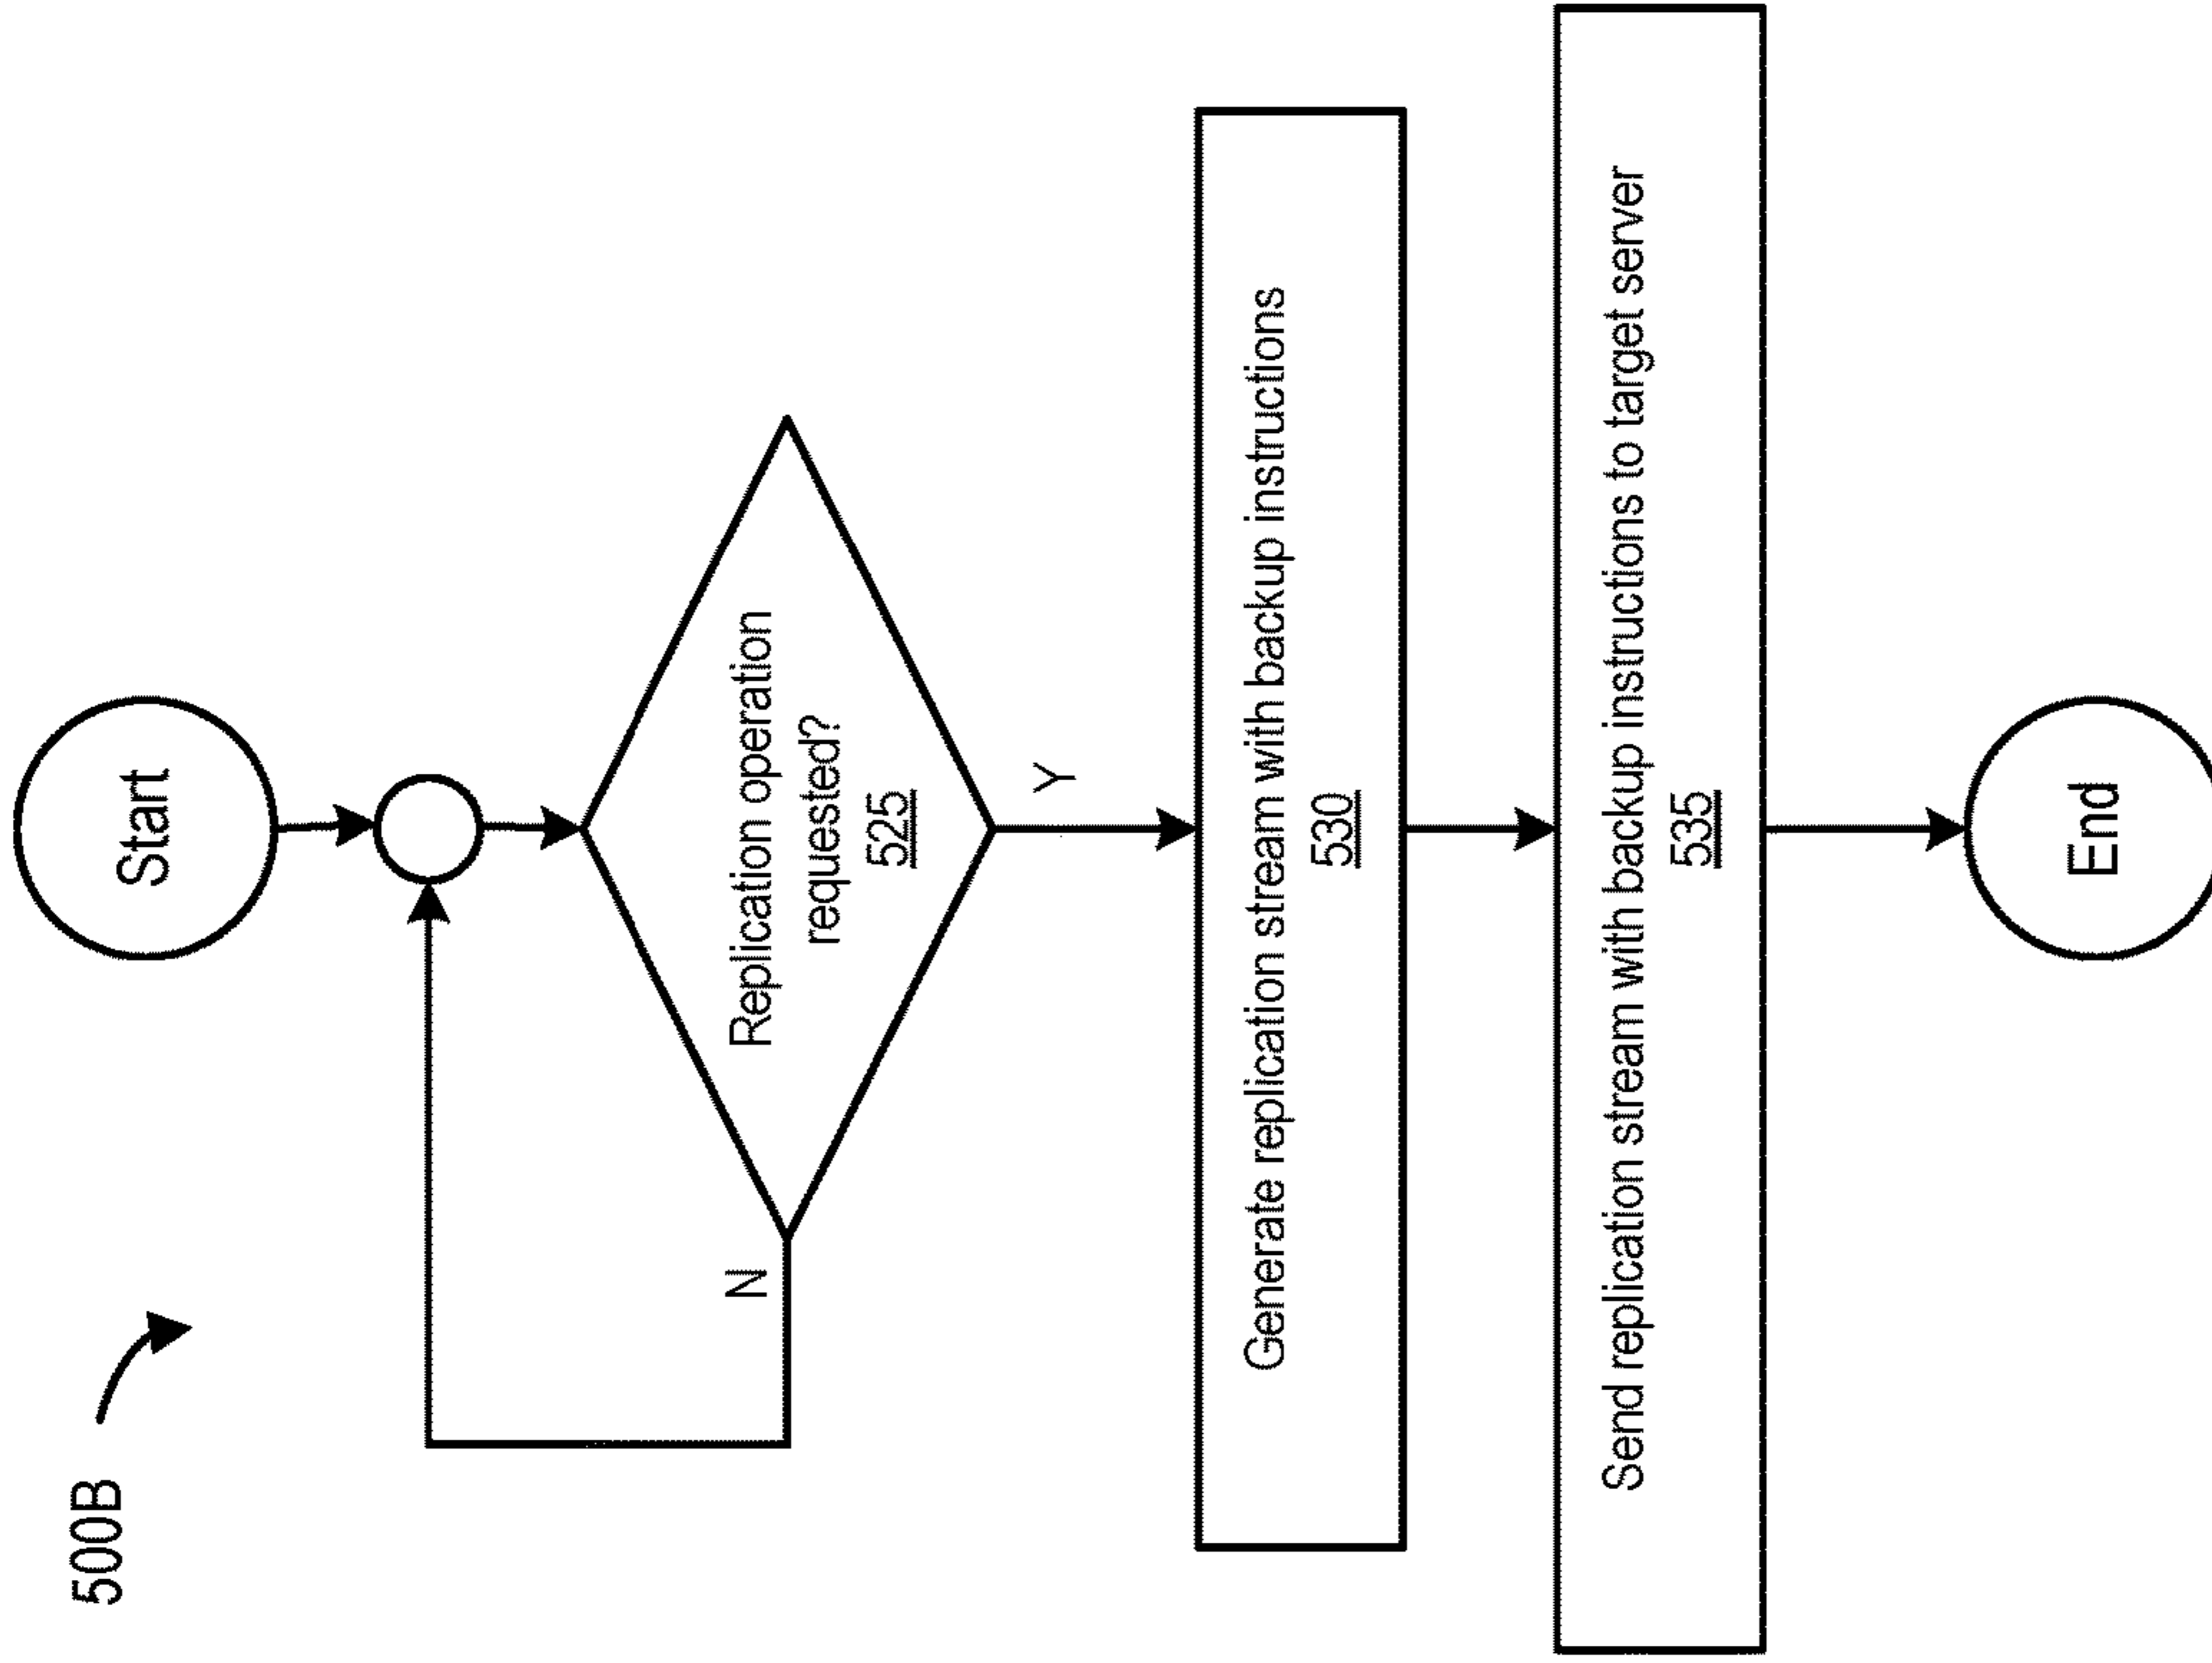 500B
Start
Replication operation
requested?
525
N
Y
Generate replication stream with backup instructions
530
Send replication stream with backup instructions to target server
535
End